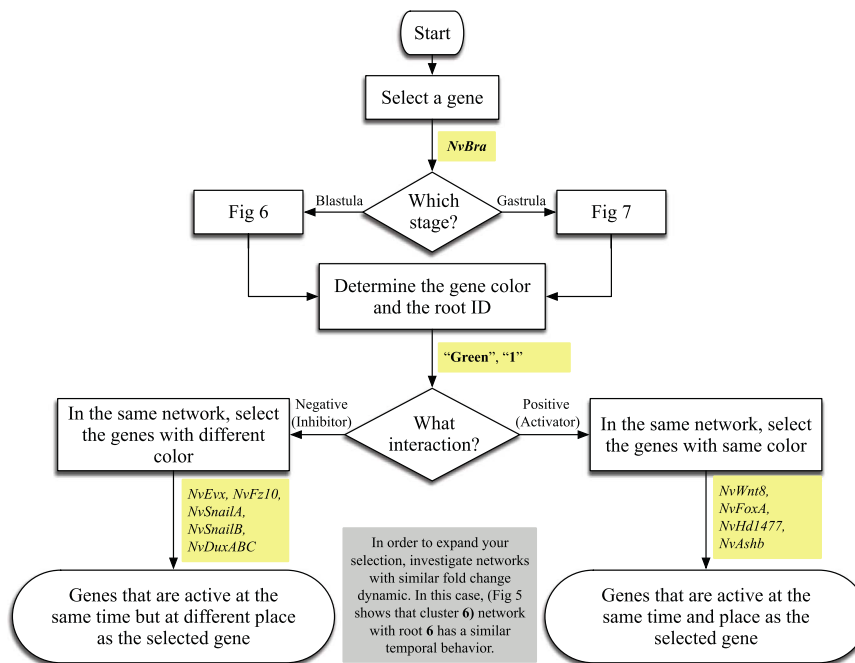 Start
Select a gene
NvBra
Which
stage?
Blastula
Gastrula
Fig 6
Fig 7
Determine the gene color
and the root ID
“Green”, “1”
What
interaction?
Negative
(Inhibitor)
Positive
(Activator)
In the same network, select
the genes with different
color
In the same network, select
the genes with same color
NvEvx, NvFz10,
NvSnailA,
NvSnailB,
NvDuxABC
NvWnt8,
NvFoxA,
NvHd1477,
NvAshb
Genes that are active at the
same time but at different place
as the selected gene
In order to expand your
selection, investigate networks
with similar fold change
dynamic. In this case, (Fig 5
shows that cluster 6) network
with root 6 has a similar
temporal behavior.
Genes that are active at the
same time and place as the
selected gene